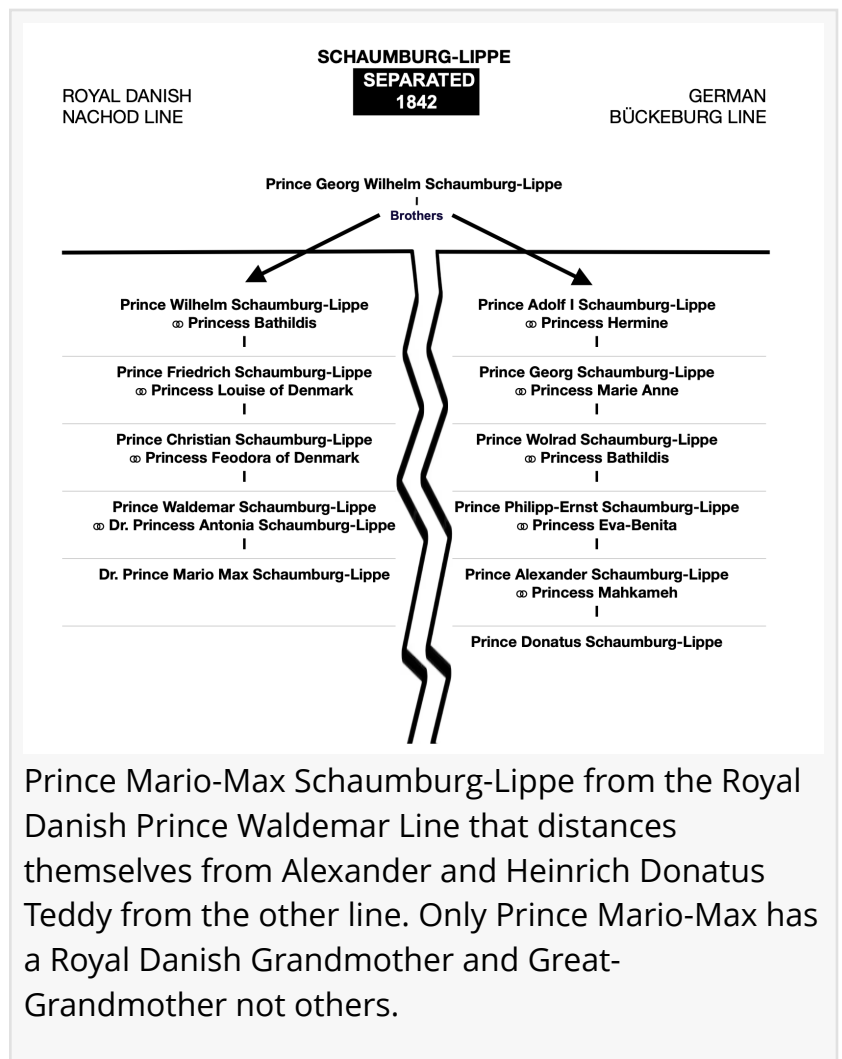 SCHAUMBURG-LIPPE
SEPARATED
1842
ROYAL DANISH
NACHOD LINE
GERMAN
BÜCKEBURG LINE
Prince Georg Wilhelm Schaumburg-Lippe
Brothers
Prince Wilhelm Schaumburg-Lippe
⚭ Princess Bathildis
Prince Friedrich Schaumburg-Lippe
⚭ Princess Louise of Denmark
Prince Christian Schaumburg-Lippe
⚭ Princess Feodora of Denmark
Prince Waldemar Schaumburg-Lippe
⚭ Dr. Princess Antonia Schaumburg-Lippe
Dr. Prince Mario Max Schaumburg-Lippe
Prince Adolf I Schaumburg-Lippe
⚭ Princess Hermine
Prince Georg Schaumburg-Lippe
⚭ Princess Marie Anne
Prince Wolrad Schaumburg-Lippe
⚭ Princess Bathildis
Prince Philipp-Ernst Schaumburg-Lippe
⚭ Princess Eva-Benita
Prince Alexander Schaumburg-Lippe
⚭ Princess Mahkameh
Prince Donatus Schaumburg-Lippe
Prince Mario-Max Schaumburg-Lippe from the Royal
Danish Prince Waldemar Line that distances
themselves from Alexander and Heinrich Donatus
Teddy from the other line. Only Prince Mario-Max has
a Royal Danish Grandmother and Great-
Grandmother not others.